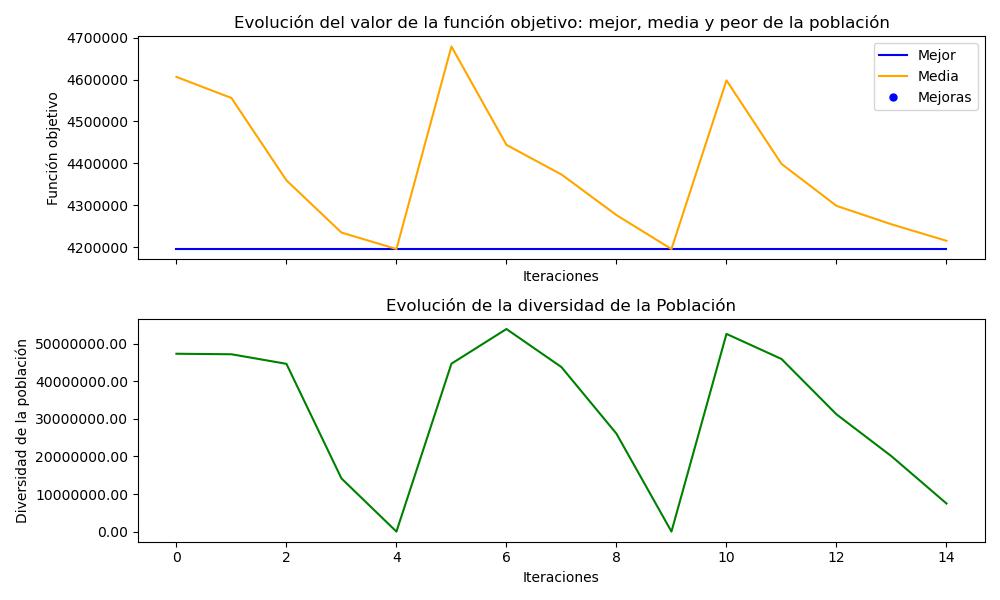 Evolución del valor de la función objetivo: mejor, media y peor de la población
Función objetivo
4700000
4600000
4500000
4400000
4300000
4200000
Mejor
Media
Mejoras
Iteraciones
Evolución de la diversidad de la Población
Diversidad de la población
50000000.00
40000000.00
30000000.00
20000000.00
10000000.00
0.00
0 2 4 6 8 10 12 14
Iteraciones